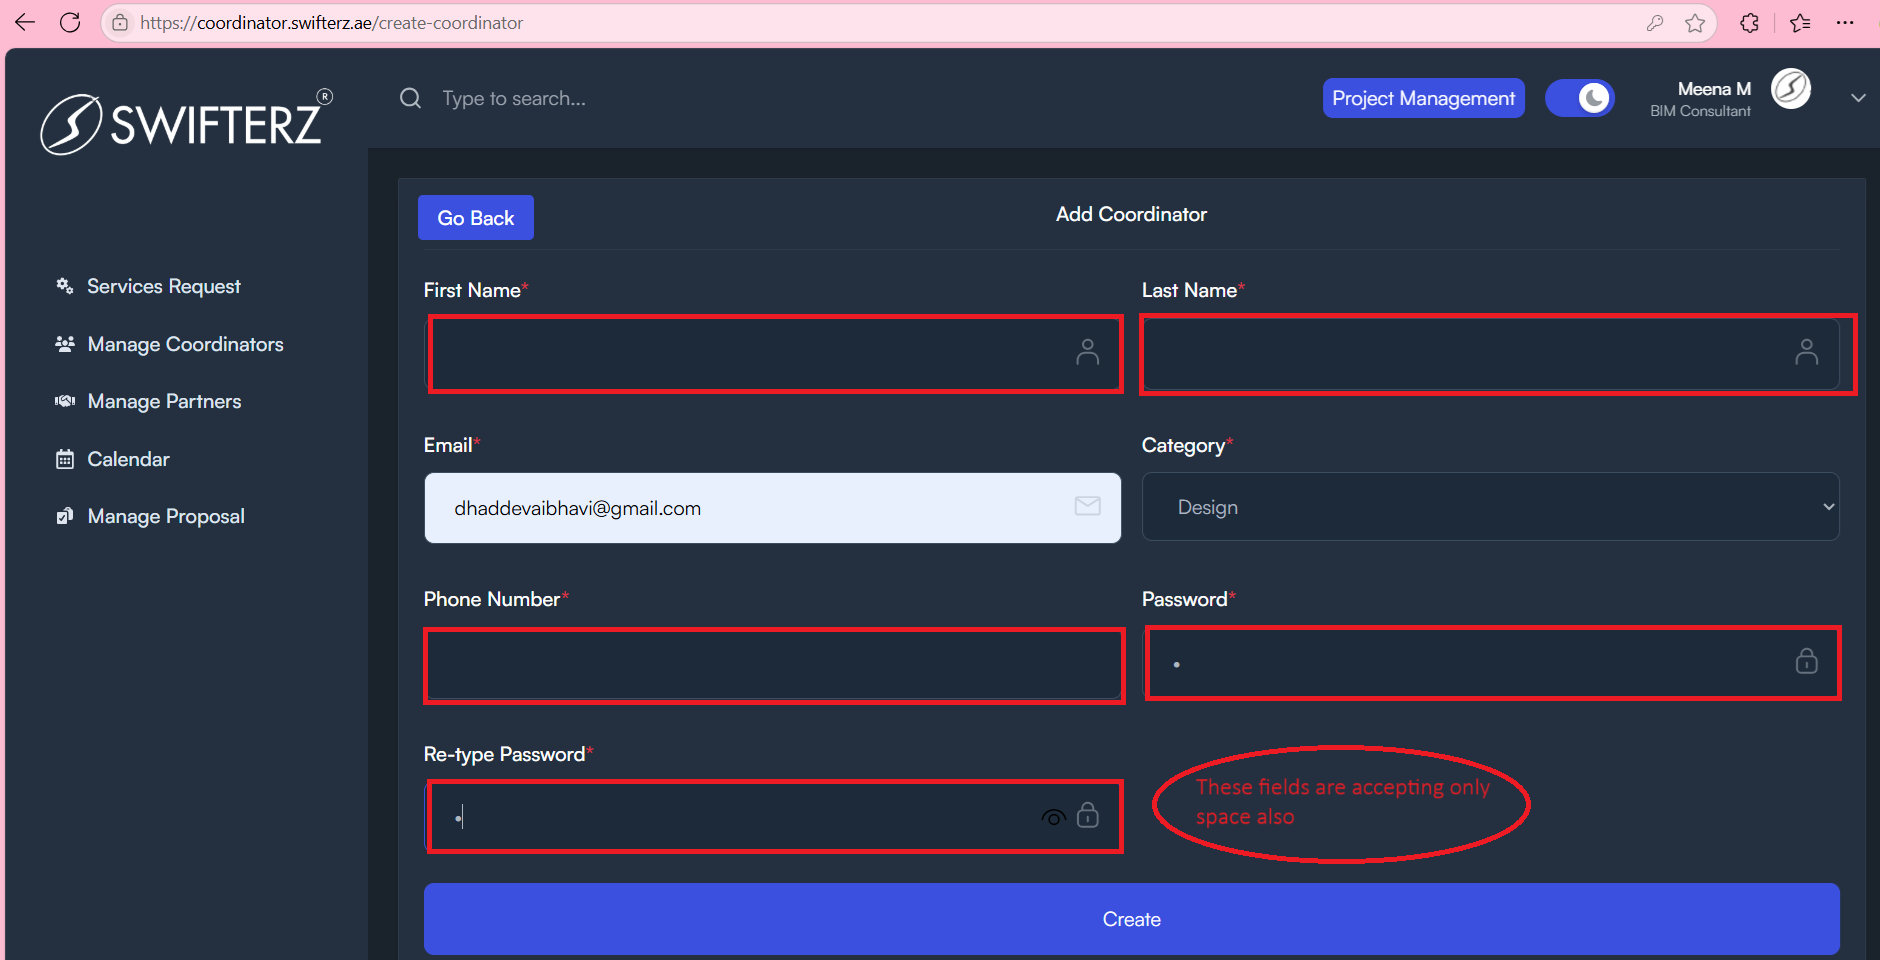 https://coordinator.swifterz.ae/create-coordinator
SWIFTERZ®
Type to search...
Project Management
Meena M
BIM Consultant
Go Back
Add Coordinator
Services Request
Manage Coordinators
Manage Partners
Calendar
Manage Proposal
First Name*
Last Name*
Email*
Category*
dhaddevaibhavi@gmail.com
Design
Phone Number*
Password*
Re-type Password*
These fields are accepting only
space also
Create